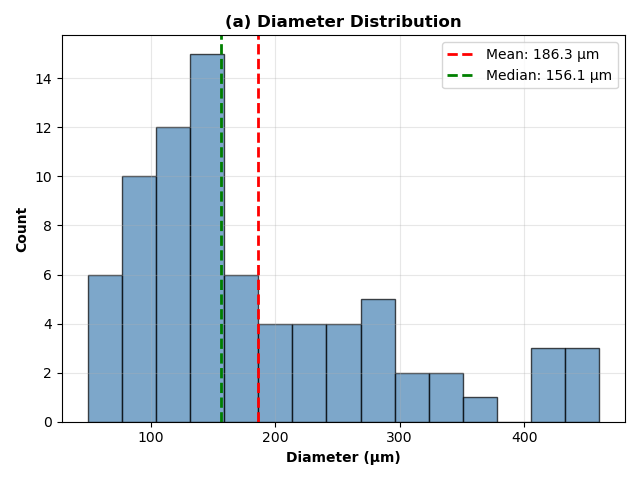 (a) Diameter Distribution
Mean: 186.3 μm
Median: 156.1 μm
14
12
10
8
6
4
2
0
Count
100 200 300 400
Diameter (μm)